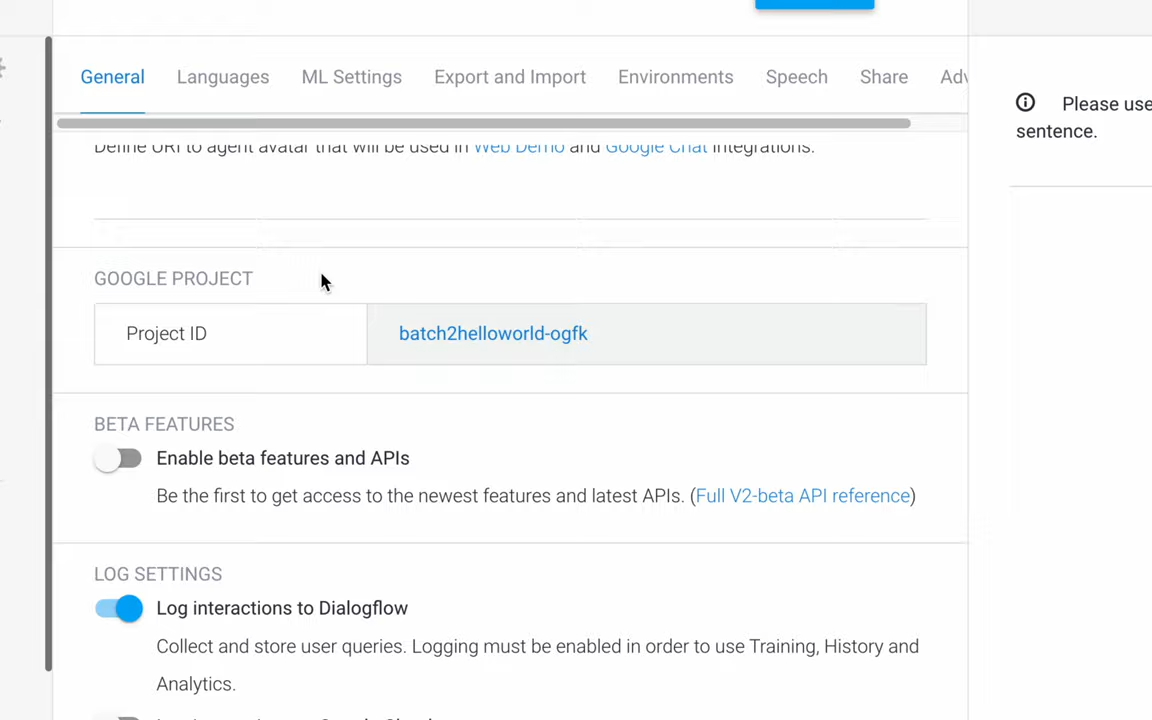 General Languages ML Settings Export and Import Environments Speech Share Adv
Please use
sentence.
Define URI to agent avatar that will be used in Web Demo and Google Chat integrations.
GOOGLE PROJECT
Project ID batch2helloworld-ogfk
BETA FEATURES
Enable beta features and APIs
Be the first to get access to the newest features and latest APIs. (Full V2-beta API reference)
LOG SETTINGS
Log interactions to Dialogflow
Collect and store user queries. Logging must be enabled in order to use Training, History and
Analytics.